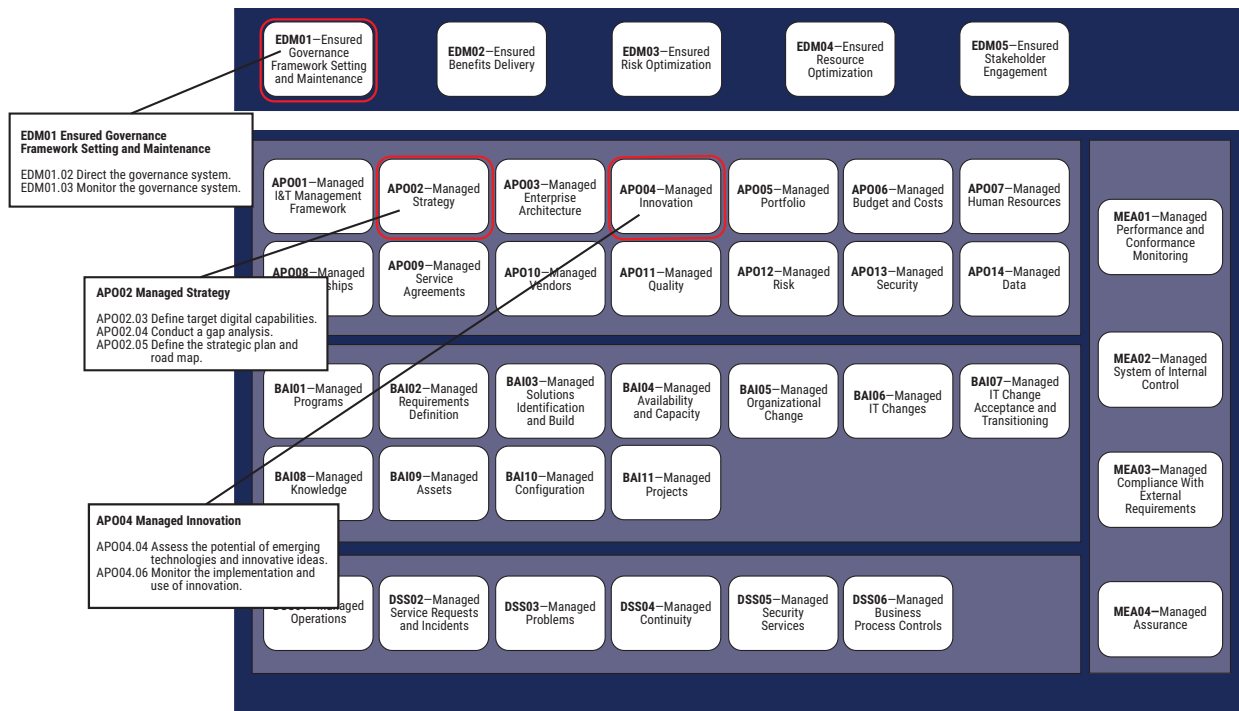 EDM01—Ensured
Governance
Framework Setting
and Maintenance
EDM02—Ensured
Benefits Delivery
EDM03—Ensured
Risk Optimization
EDM04—Ensured
Resource
Optimization
EDM05—Ensured
Stakeholder
Engagement
EDM01 Ensured Governance
Framework Setting and Maintenance
EDM01.02 Direct the governance system.
EDM01.03 Monitor the governance system.
APO01—Managed
I&T Management
Framework
APO02—Managed
Strategy
APO03—Managed
Enterprise
Architecture
APO04—Managed
Innovation
APO05—Managed
Portfolio
APO06—Managed
Budget and Costs
APO07—Managed
Human Resources
APO08—Managed
ships
APO09—Managed
Service
Agreements
APO10—Managed
Vendors
APO11—Managed
Quality
APO12—Managed
Risk
APO13—Managed
Security
APO14—Managed
Data
APO02 Managed Strategy
APO02.03 Define target digital capabilities.
APO02.04 Conduct a gap analysis.
APO02.05 Define the strategic plan and
road map.
BAI01—Managed
Programs
BAI02—Managed
Requirements
Definition
BAI03—Managed
Solutions
Identification
and Build
BAI04—Managed
Availability
and Capacity
BAI05—Managed
Organizational
Change
BAI06—Managed
IT Changes
BAI07—Managed
IT Change
Acceptance and
Transitioning
BAI08—Managed
Knowledge
BAI09—Managed
Assets
BAI10—Managed
Configuration
BAI11—Managed
Projects
APO04 Managed Innovation
APO04.04 Assess the potential of emerging
technologies and innovative ideas.
APO04.06 Monitor the implementation and
use of innovation.
Operations
DSS02—Managed
Service Requests
and Incidents
DSS03—Managed
Problems
DSS04—Managed
Continuity
DSS05—Managed
Security
Services
DSS06—Managed
Business
Process Controls
MEA01—Managed
Performance and
Conformance
Monitoring
MEA02—Managed
System of Internal
Control
MEA03—Managed
Compliance With
External
Requirements
MEA04—Managed
Assurance